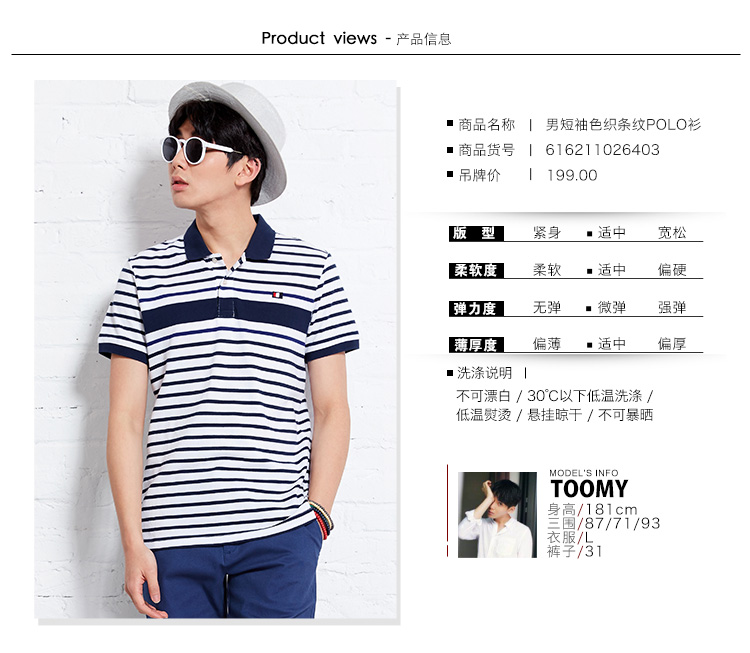 Product views - 产品信息
■ 商品名称 | 男短袖色织条纹POLO衫
■ 商品货号 | 616211026403
■ 吊牌价 | 199.00
版 型 紧身 ■ 适中 宽松
柔软度 柔软 ■ 适中 偏硬
弹力度 无弹 ■ 微弹 强弹
薄厚度 偏薄 ■ 适中 偏厚
■ 洗涤说明 |
不可漂白 / 30℃以下低温洗涤 /
低温熨烫 / 悬挂晾干 / 不可暴晒
MODEL'S INFO
TOOMY
身高/181cm
三围/87/71/93
衣服/L
裤子/31